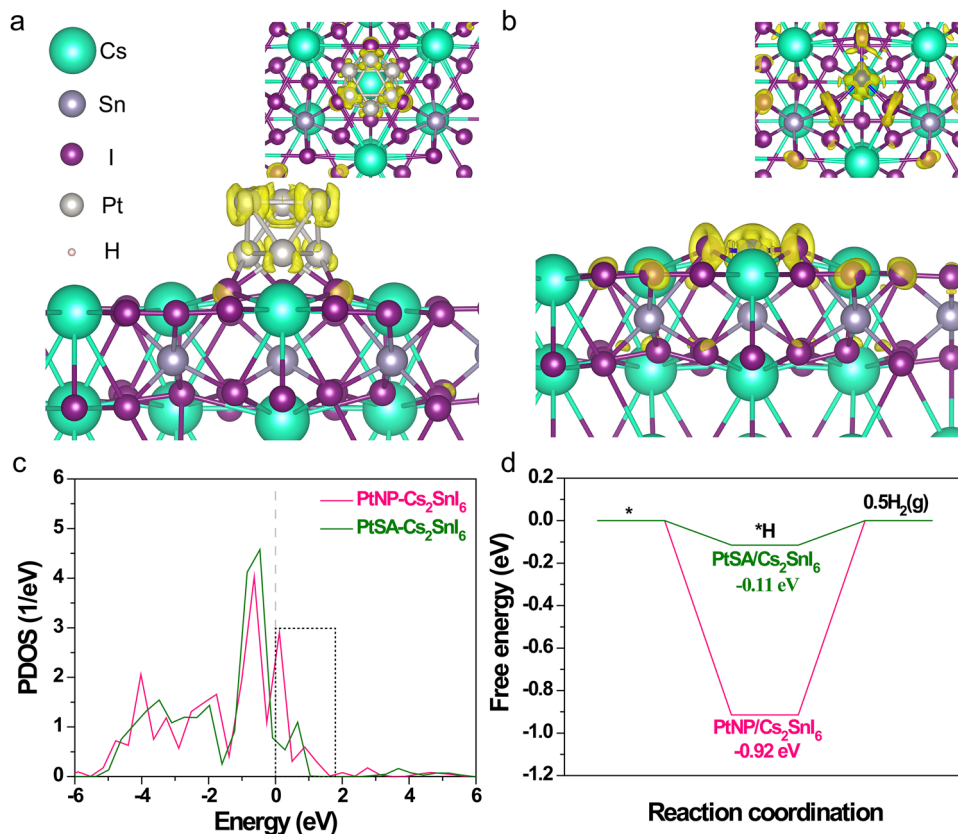 a
Cs
Sn
I
Pt
H
b
c
PtNP-Cs₂SnI₆
PtSA-Cs₂SnI₆
6
5
4
3
2
1
0
PDOS (1/eV)
-6
-4
-2
0
2
4
6
Energy (eV)
d
0.2
0.0
-0.2
-0.4
-0.6
-0.8
-1.0
-1.2
Free energy (eV)
*
*H
0.5H₂(g)
PtSA/Cs₂SnI₆
-0.11 eV
PtNP/Cs₂SnI₆
-0.92 eV
Reaction coordination